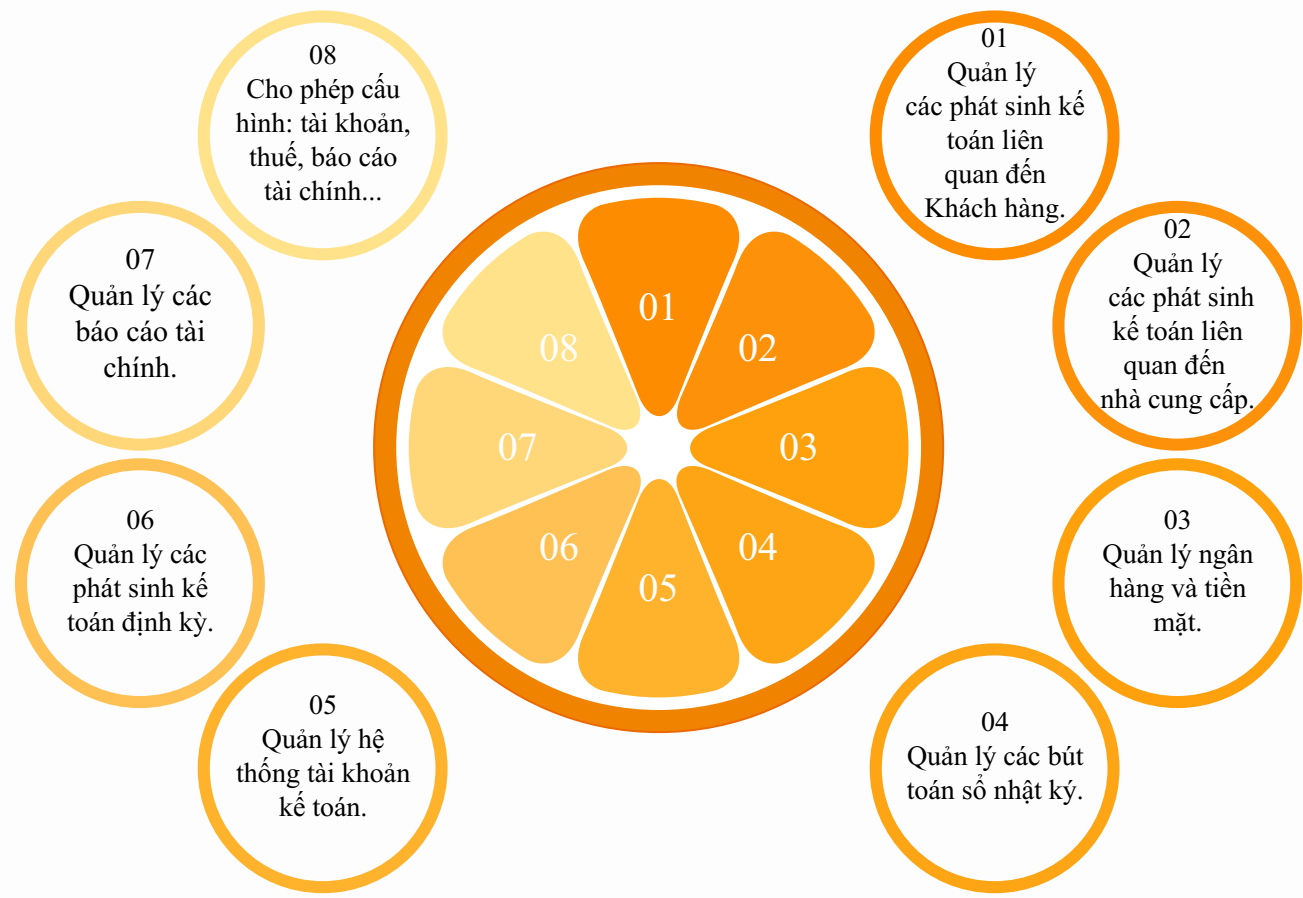 01
Quản lý
các phát sinh kế
toán liên
quan đến
Khách hàng.
02
Quản lý
các phát sinh
kế toán liên
quan đến
nhà cung cấp.
03
Quản lý ngân
hàng và tiền
mặt.
04
Quản lý các bút
toán sổ nhật ký.
05
Quản lý hệ
thống tài khoản
kế toán.
06
Quản lý các
phát sinh kế
toán định kỳ.
07
Quản lý các
báo cáo tài
chính.
08
Cho phép cấu
hình: tài khoản,
thuế, báo cáo
tài chính...
01
02
03
04
05
06
07
08